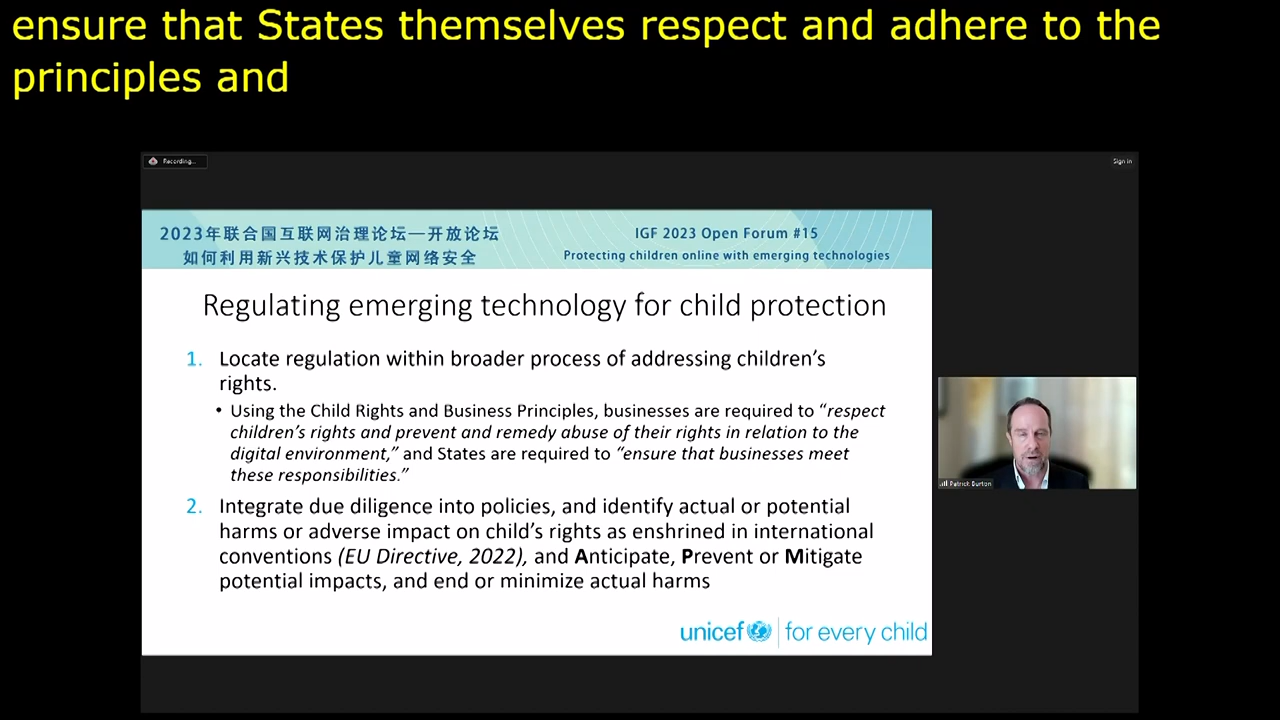 ensure that States themselves respect and adhere to the
principles and
Recording...
Sign in
2023年联合国互联网治理论坛—开放论坛
如何利用新兴技术保护儿童网络安全
IGF 2023 Open Forum #15
Protecting children online with emerging technologies
Regulating emerging technology for child protection
1. Locate regulation within broader process of addressing children’s
rights.
• Using the Child Rights and Business Principles, businesses are required to “respect
children’s rights and prevent and remedy abuse of their rights in relation to the
digital environment,” and States are required to “ensure that businesses meet
these responsibilities.”
2. Integrate due diligence into policies, and identify actual or potential
harms or adverse impact on child’s rights as enshrined in international
conventions (EU Directive, 2022), and Anticipate, Prevent or Mitigate
potential impacts, and end or minimize actual harms
unicef for every child
Patrick Burton